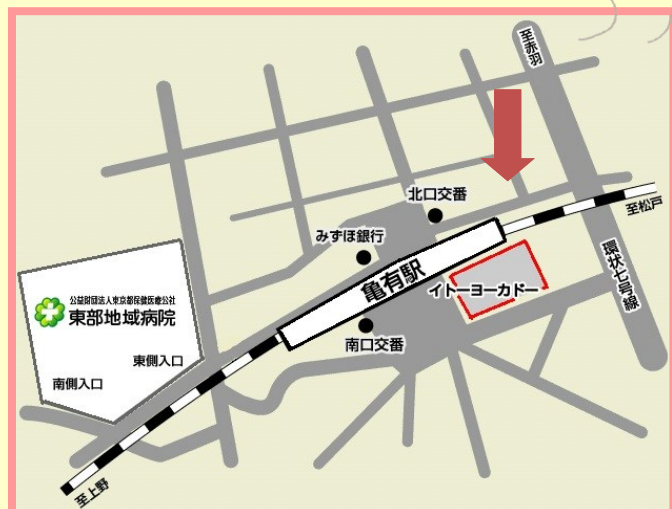 至赤羽
北口交番
至松戸
みずほ銀行
亀有駅
環状七号線
イトーヨーカドー
公益財団法人東京都保健医療公社
東部地域病院
南口交番
東側入口
南側入口
至上野